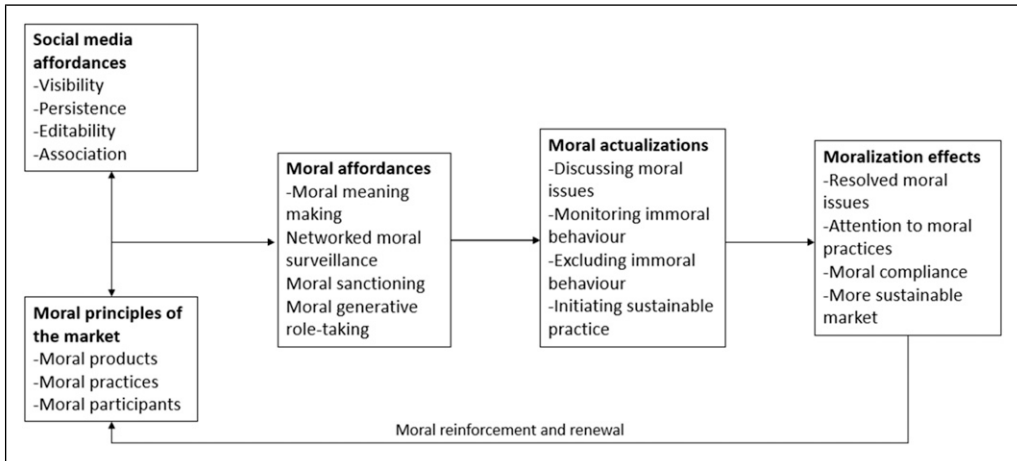 Social media
affordances
-Visibility
-Persistence
-Editability
-Association
Moral principles of
the market
-Moral products
-Moral practices
-Moral participants
Moral affordances
-Moral meaning
making
Networked moral
surveillance
Moral sanctioning
Moral generative
role-taking
Moral actualizations
-Discussing moral
issues
-Monitoring immoral
behaviour
-Excluding immoral
behaviour
-Initiating sustainable
practice
Moralization effects
-Resolved moral
issues
-Attention to moral
practices
-Moral compliance
-More sustainable
market
Moral reinforcement and renewal